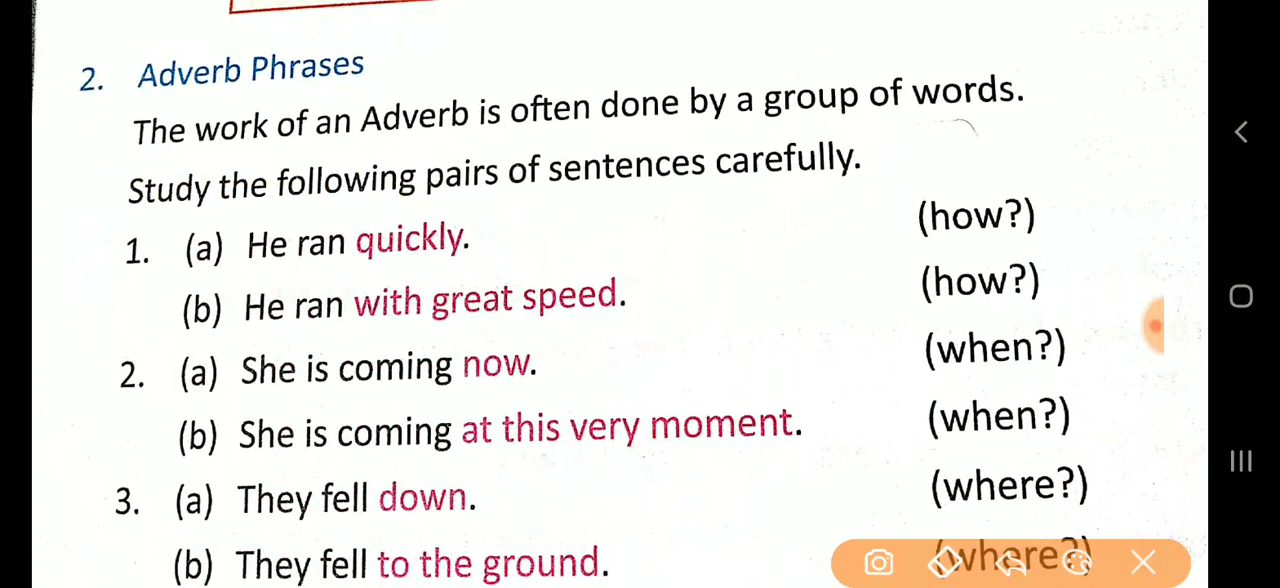 2. Adverb Phrases
The work of an Adverb is often done by a group of words.
Study the following pairs of sentences carefully.
1. (a) He ran quickly. (how?)
(b) He ran with great speed. (how?)
2. (a) She is coming now. (when?)
(b) She is coming at this very moment. (when?)
3. (a) They fell down. (where?)
(b) They fell to the ground. (where?)